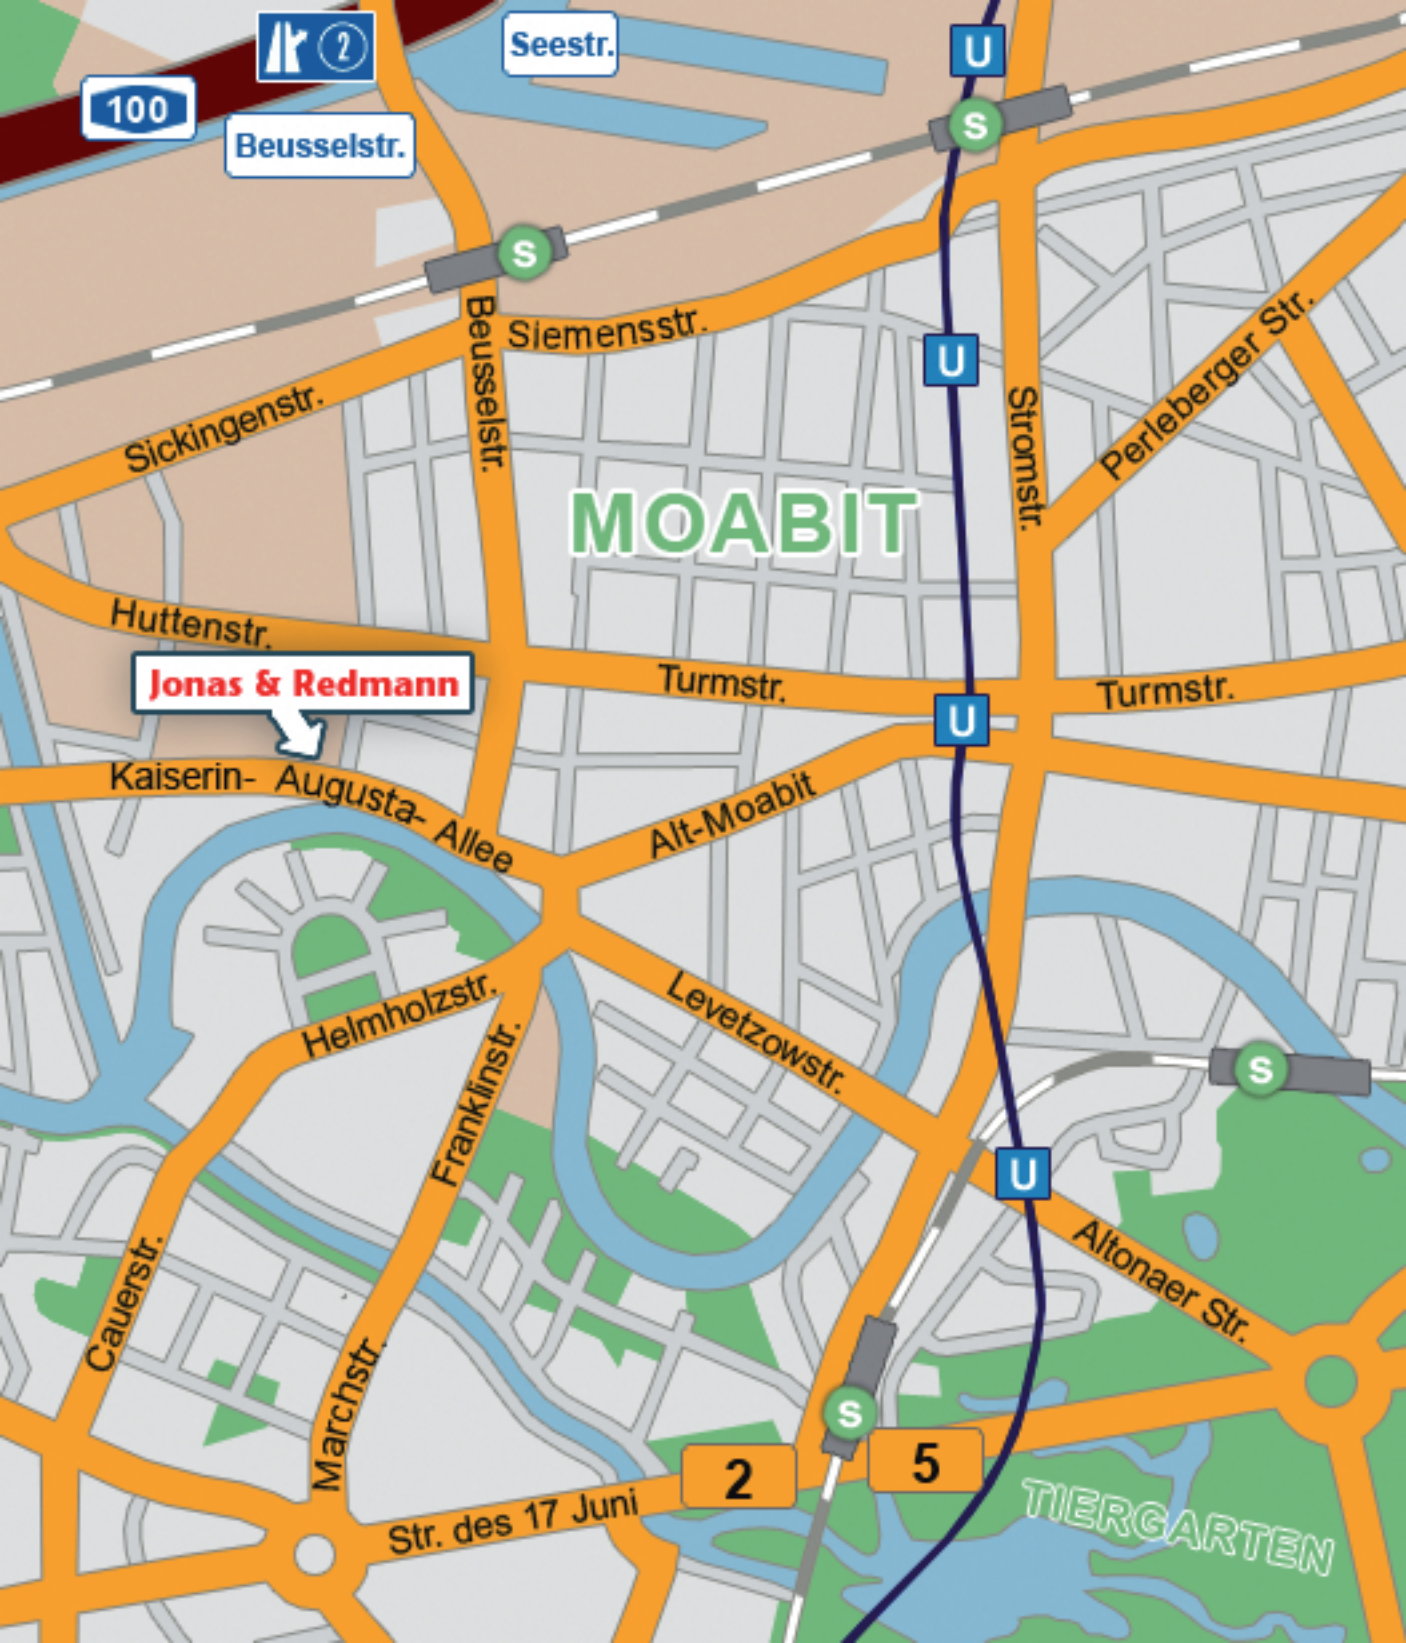 2
Seestr.
U
100
S
Beusselstr.
S
Beusselstr.
Siemensstr.
U
Perleberger Str.
Stromstr.
Sickingenstr.
MOABIT
Huttenstr.
Jonas & Redmann
Turmstr.
Turmstr.
U
Kaiserin- Augusta- Allee
Alt-Moabit
Levetzowstr.
Helmholzstr.
Franklinstr.
S
U
Altonaer Str.
Cauerstr.
Marchstr.
S
2
5
Str. des 17 Juni
TIERGARTEN